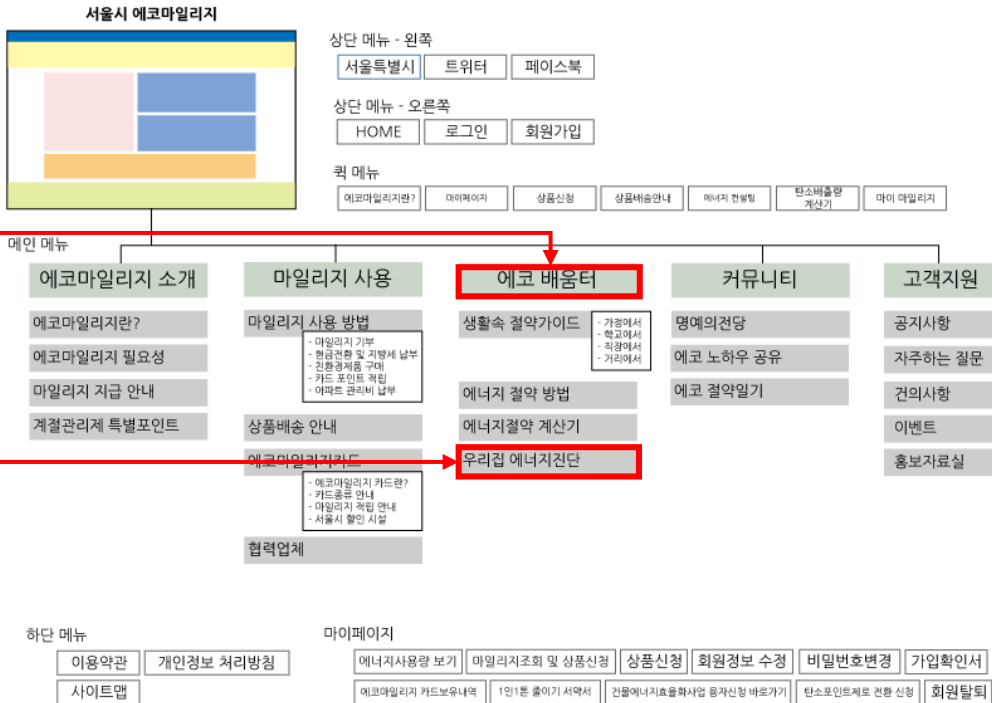 서울시 에코마일리지
상단 메뉴 - 왼쪽
서울특별시 트위터 페이스북
상단 메뉴 - 오른쪽
HOME 로그인 회원가입
퀵 메뉴
에코마일리지란? 마이페이지 상품신청 상품배송안내 에너지 컨설팅 탄소배출량 계산기 마이 마일리지
메인 메뉴
에코마일리지 소개
에코마일리지란?
에코마일리지 필요성
마일리지 지급 안내
계절관리제 특별포인트
마일리지 사용
마일리지 사용 방법
- 마일리지 기부
- 현금전환 및 지방세 납부
- 친환경제품 구매
- 카드 포인트 적립
- 아파트 관리비 납부
상품배송 안내
에코마일리지카드
- 에코마일리지 카드란?
- 카드종류 안내
- 마일리지 적립 안내
- 서울시 할인 시설
협력업체
에코 배움터
생활속 절약가이드
- 가정에서
- 학교에서
- 직장에서
- 거리에서
에너지 절약 방법
에너지절약 계산기
우리집 에너지진단
커뮤니티
명예의전당
에코 노하우 공유
에코 절약일기
고객지원
공지사항
자주하는 질문
건의사항
이벤트
홍보자료실
하단 메뉴
이용약관 개인정보 처리방침
사이트맵
마이페이지
에너지사용량 보기 마일리지조회 및 상품신청 상품신청 회원정보 수정 비밀번호변경 가입확인서
에코마일리지 카드보유내역 1인1톤 줄이기 서약서 건물에너지효율화사업 융자신청 바로가기 탄소포인트제로 전환 신청 회원탈퇴